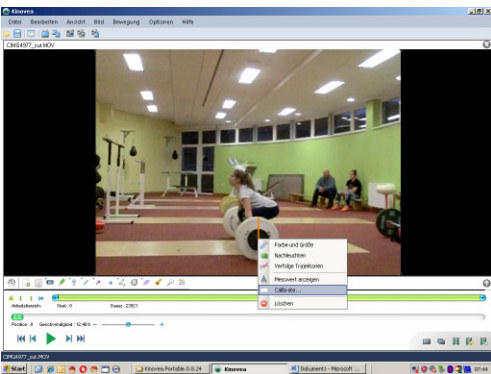 Kinovea
Datei Bearbeiten Ansicht Bild Bewegung Optionen Hilfe
CIMG4977_cut.MOV
Farbe und Größe
Nachleuchten
Verfolge Trajektorien
Messwert anzeigen
Calibrate...
Löschen
Arbeitsbereich: Start : 0 Dauer : 23921
Position : 0 Geschwindigkeit : 52,48%
CIMG4977_cut.MOV
Start Kinovea.Portable.0.8.24 Kinovea Dokument1 - Microsoft ... 07:44